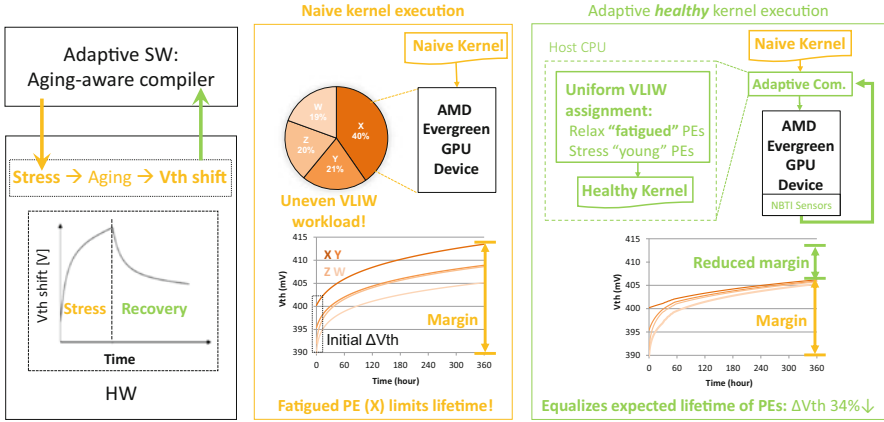 Adaptive SW:
Aging-aware compiler
Stress → Aging → Vth shift
Vth shift [V]
Stress
Recovery
Time
HW
Naive kernel execution
Naive Kernel
W
19%
X
40%
Z
20%
Y
21%
AMD
Evergreen
GPU
Device
Uneven VLIW
workload!
415
410
405
400
395
390
Vth (mV)
X Y
Z W
Margin
Initial ΔVth
0 60 120 180 240 300 360
Time (hour)
Fatigued PE (X) limits lifetime!
Adaptive healthy kernel execution
Host CPU
Naive Kernel
Adaptive Com.
Uniform VLIW
assignment:
Relax “fatigued” PEs
Stress “young” PEs
Healthy Kernel
AMD
Evergreen
GPU
Device
NBTI Sensors
415
410
405
400
395
390
Vth (mV)
Reduced margin
Margin
0 60 120 180 240 300 360
Time (hour)
Equalizes expected lifetime of PEs: ΔVth 34%↓